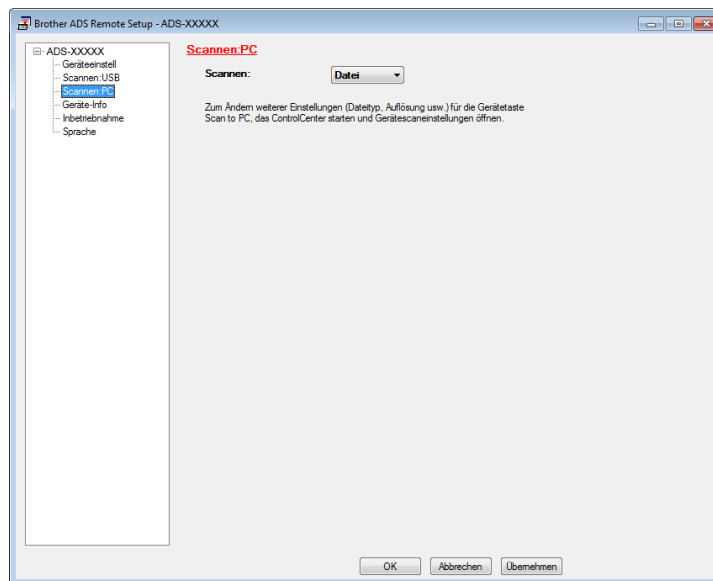 Brother ADS Remote Setup - ADS-XXXXX
ADS-XXXXX
Geräteeinstell
Scannen:USB
Scannen:PC
Geräte-Info
Inbetriebnahme
Sprache
Scannen:PC
Scannen:
Datei
Zum Ändern weiterer Einstellungen (Dateityp, Auflösung usw.) für die Gerätetaste
Scan to PC, das ControlCenter starten und Gerätescaneinstellungen öffnen.
OK
Abbrechen
Übernehmen